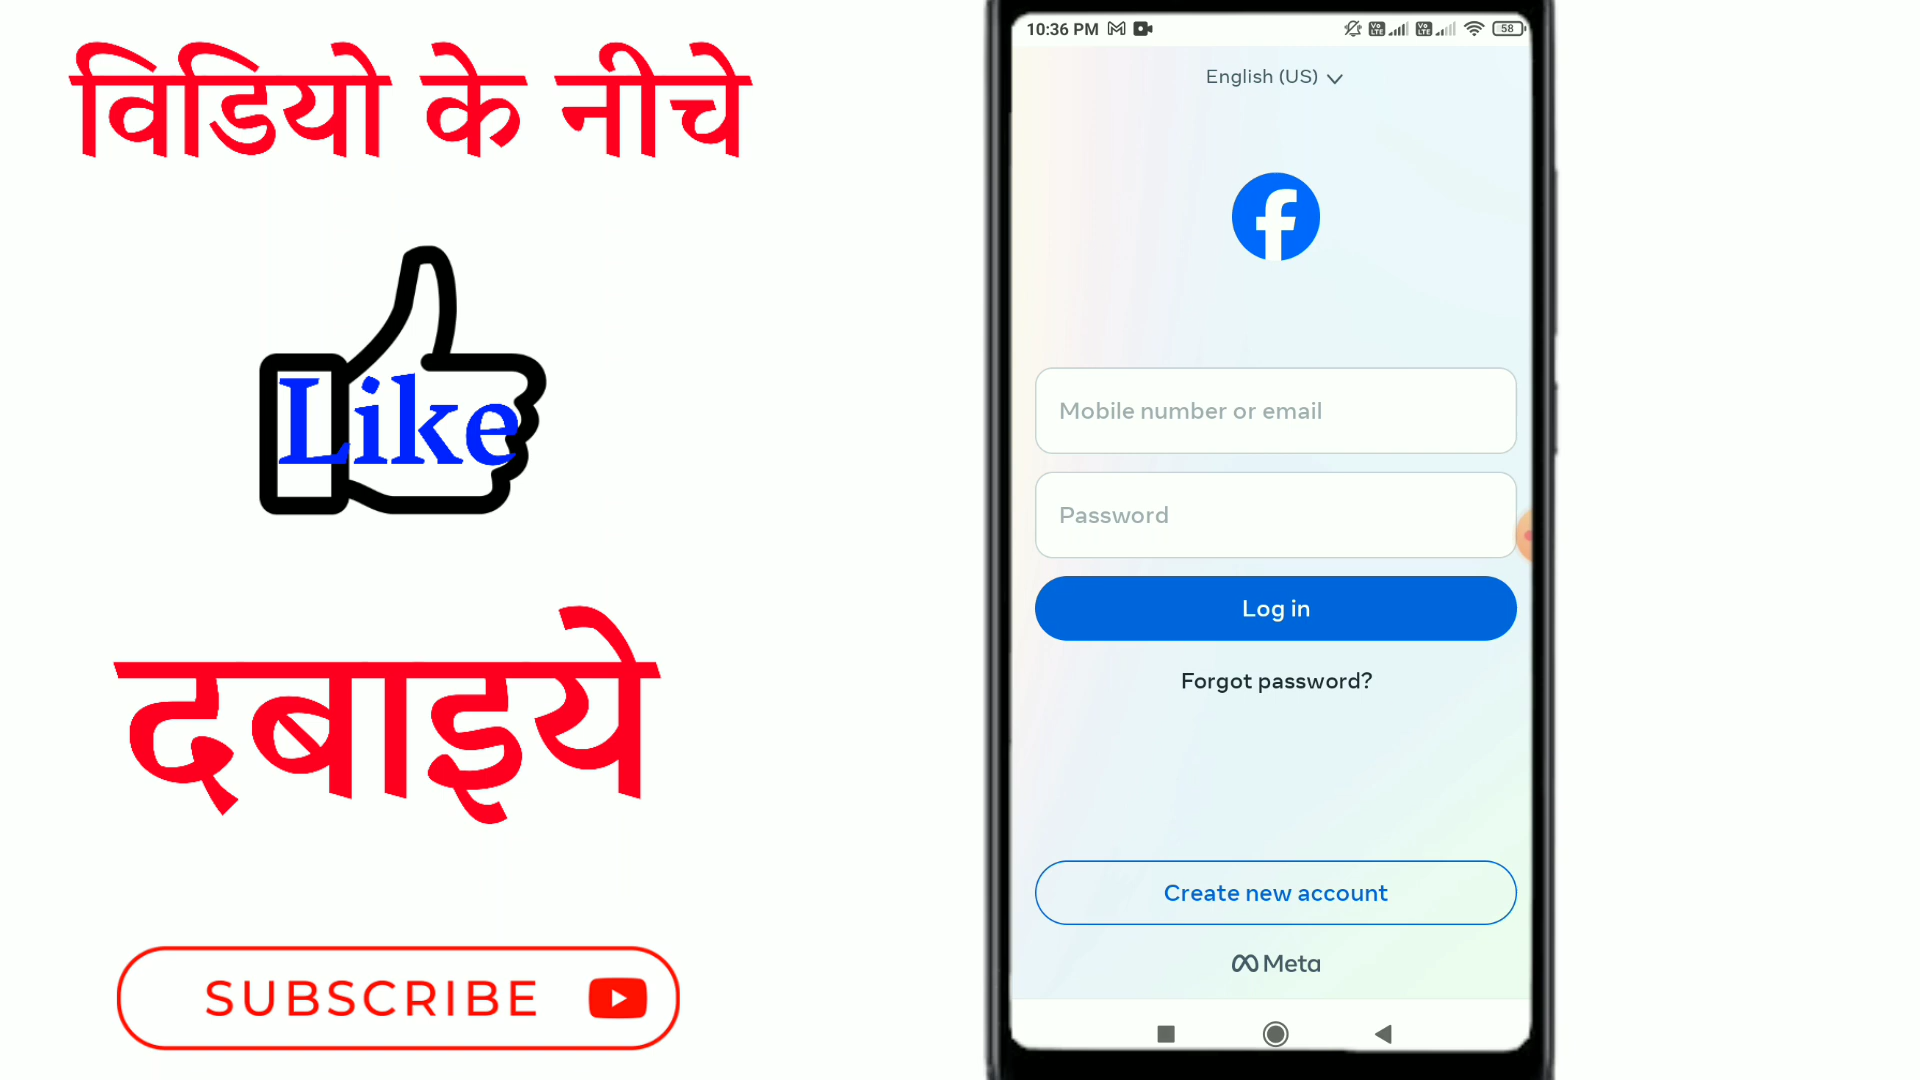 विडियो के नीचे
Like
दबाइये
SUBSCRIBE
10:36 PM
58
English (US)
Mobile number or email
Password
Log in
Forgot password?
Create new account
Meta